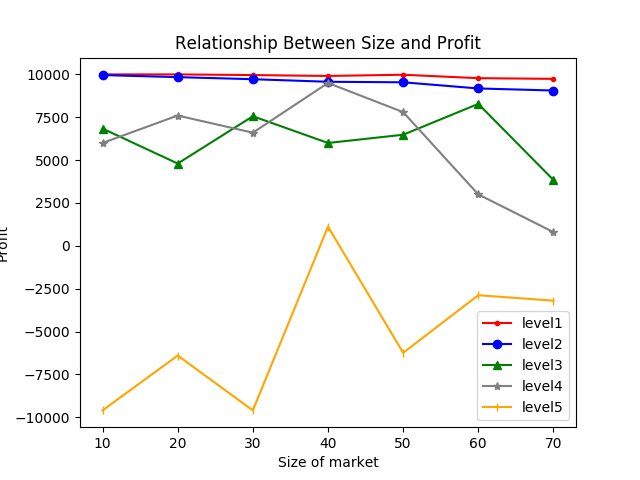 Relationship Between Size and Profit
10000
7500
5000
2500
0
−2500
−5000
−7500
−10000
Profit
10 20 30 40 50 60 70
Size of market
level1
level2
level3
level4
level5